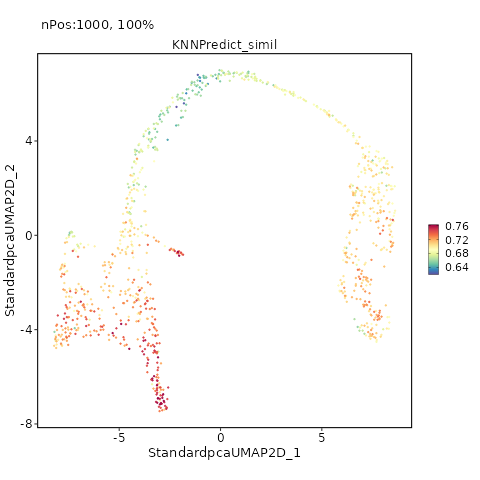 nPos:1000, 100%
KNNPredict_simil
StandardpcaUMAP2D_2
4
0
-4
-8
-5
0
5
StandardpcaUMAP2D_1
0.76
0.72
0.68
0.64